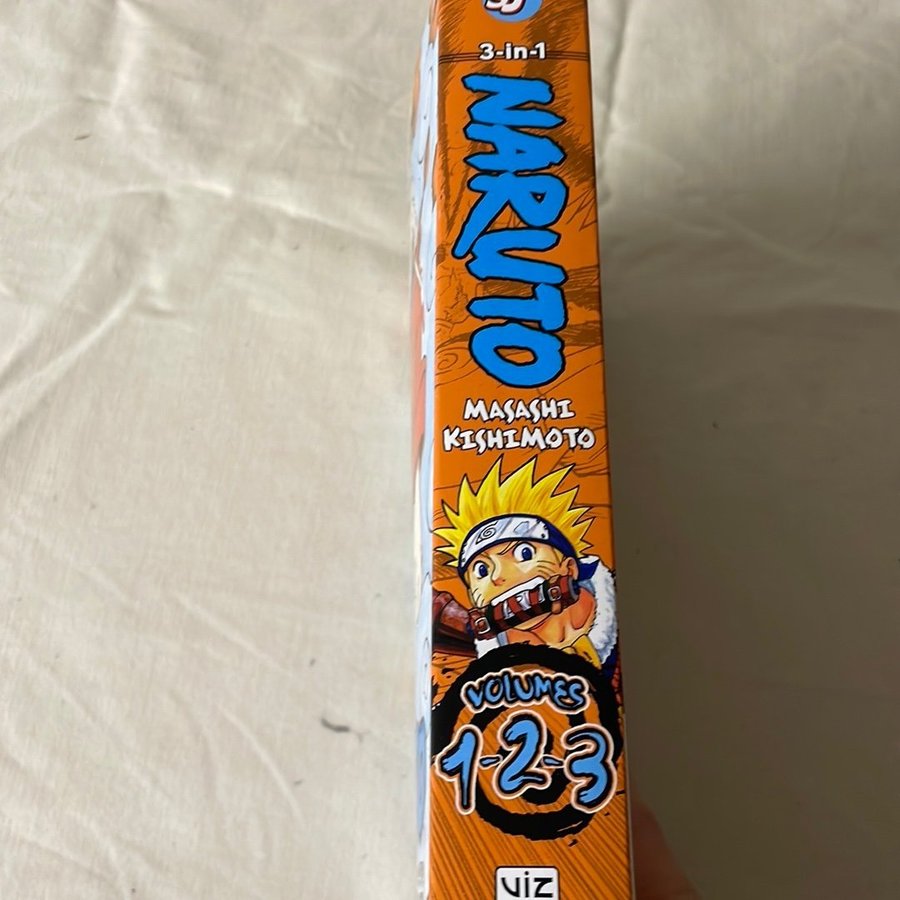 3-in-1
NARUTO
MASASHI
KISHIMOTO
VOLUMES
1-2-3
viz